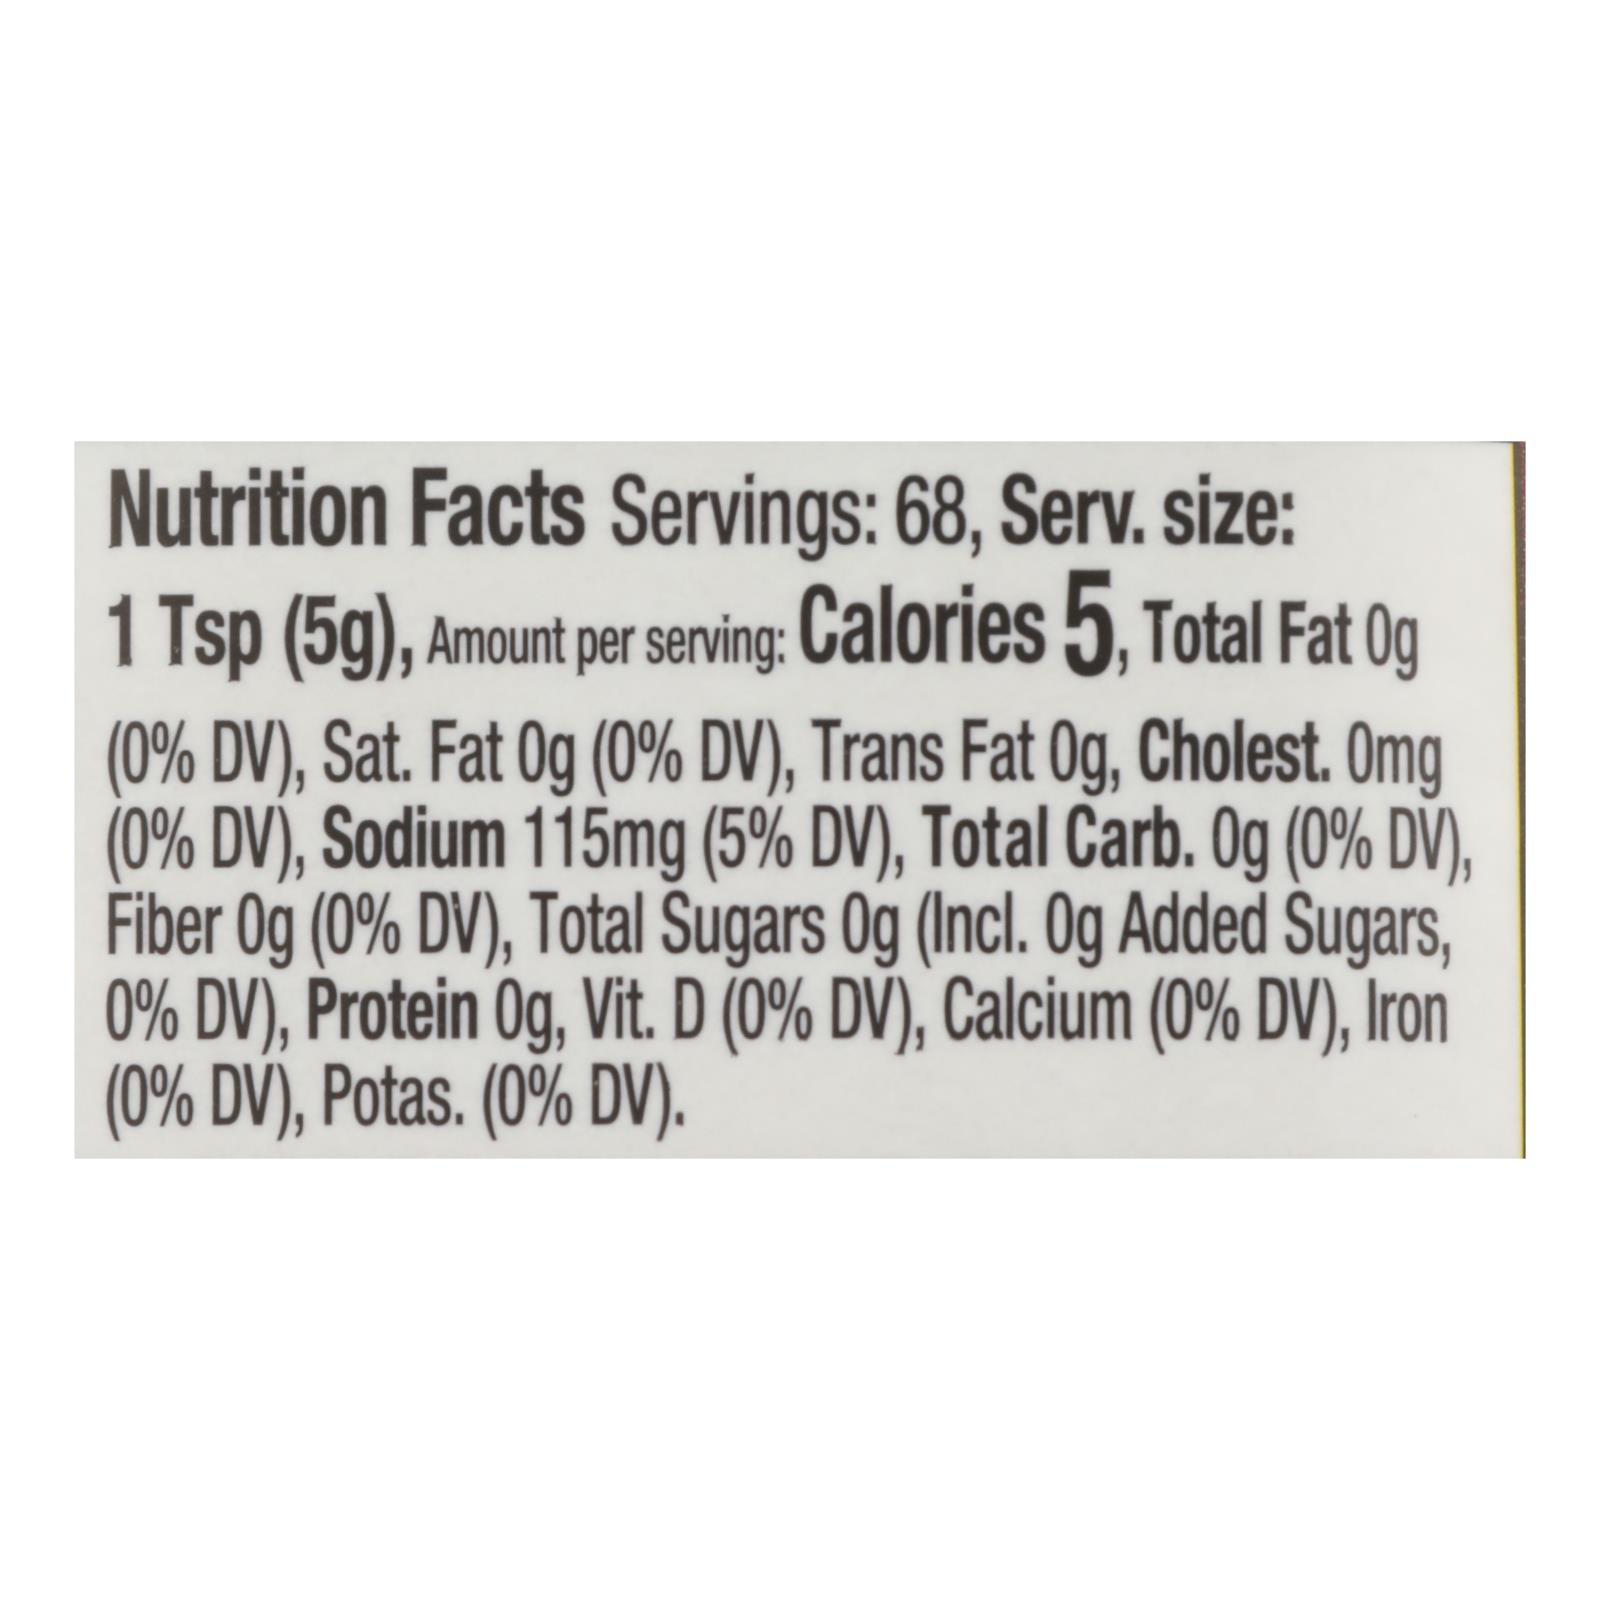 Nutrition Facts Servings: 68, Serv. size:
1 Tsp (5g), Amount per serving: Calories 5, Total Fat 0g
(0% DV), Sat. Fat 0g (0% DV), Trans Fat 0g, Cholest. 0mg
(0% DV), Sodium 115mg (5% DV), Total Carb. 0g (0% DV),
Fiber 0g (0% DV), Total Sugars 0g (Incl. 0g Added Sugars,
0% DV), Protein 0g, Vit. D (0% DV), Calcium (0% DV), Iron
(0% DV), Potas. (0% DV).